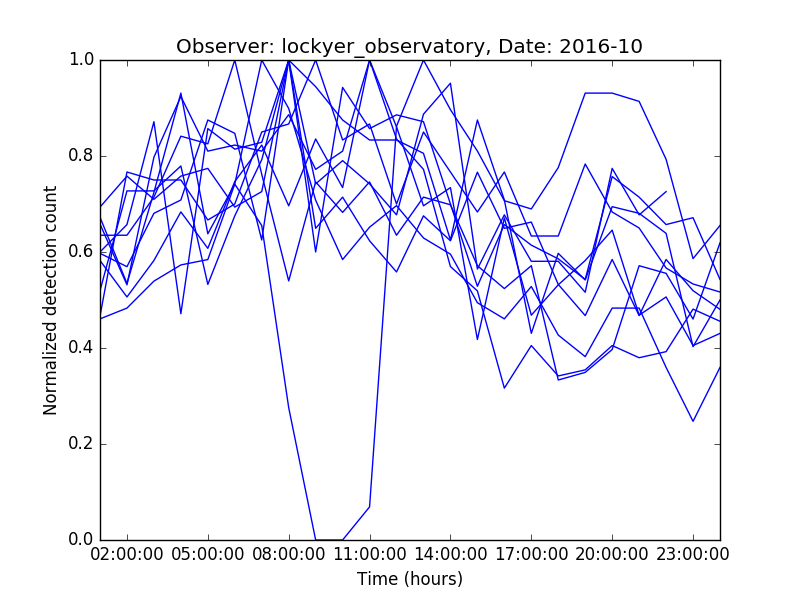 Observer: lockyer_observatory, Date: 2016-10
Normalized detection count
1.0
0.8
0.6
0.4
0.2
0.0
02:00:00 05:00:00 08:00:00 11:00:00 14:00:00 17:00:00 20:00:00 23:00:00
Time (hours)